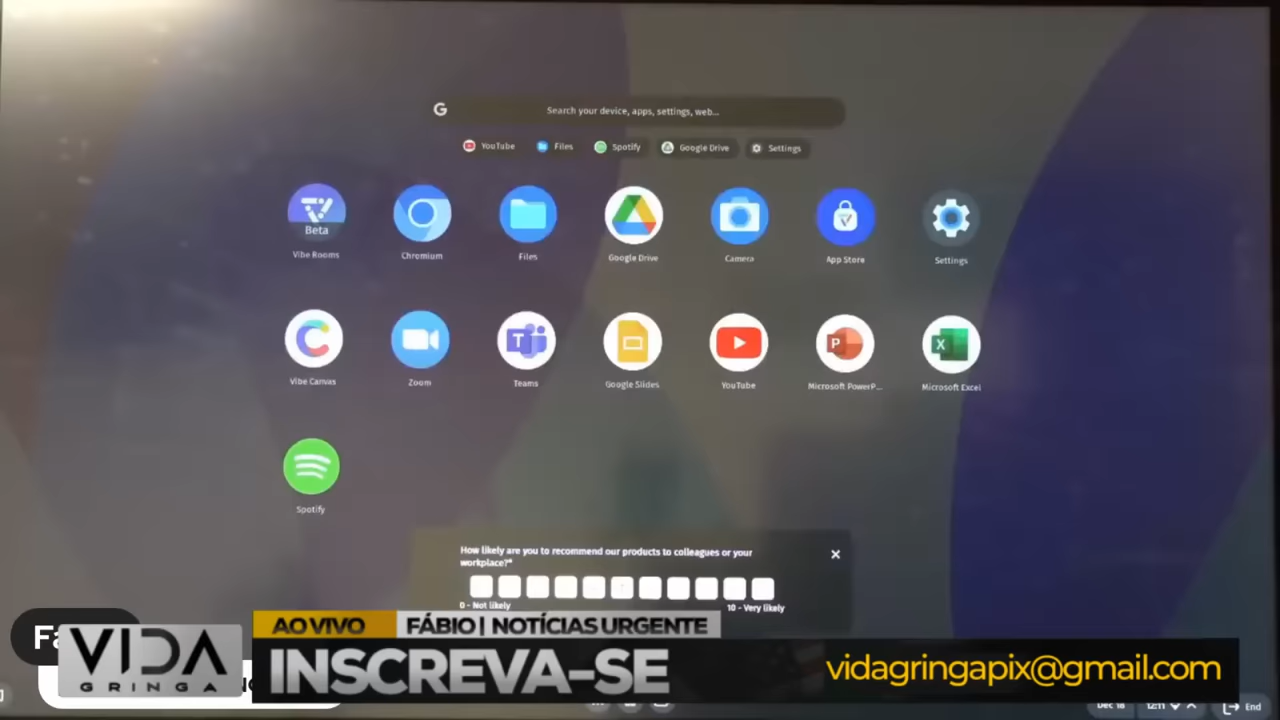 G
Search your device, apps, settings, web...
YouTube
Files
Spotify
Google Drive
Settings
Beta
Vibe Rooms
Chromium
Files
Google Drive
Camera
App Store
Settings
Vibe Canvas
Zoom
Teams
Google Slides
YouTube
Microsoft PowerP...
Microsoft Excel
Spotify
How likely are you to recommend our products to colleagues or your
workplace?*
0 - Not likely
10 - Very likely
AO VIVO
FÁBIO | NOTÍCIAS URGENTE
VIDA
GRINGA
INSCREVA-SE
vidagringapix@gmail.com
Dec 18
12:11
End